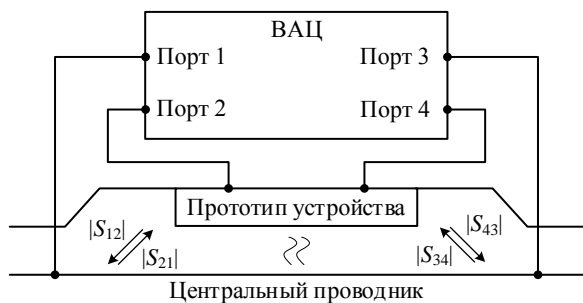 ВАЦ
Порт 1
Порт 3
Порт 2
Порт 4
Прототип устройства
|S12|
|S21|
|S43|
|S34|
Центральный проводник